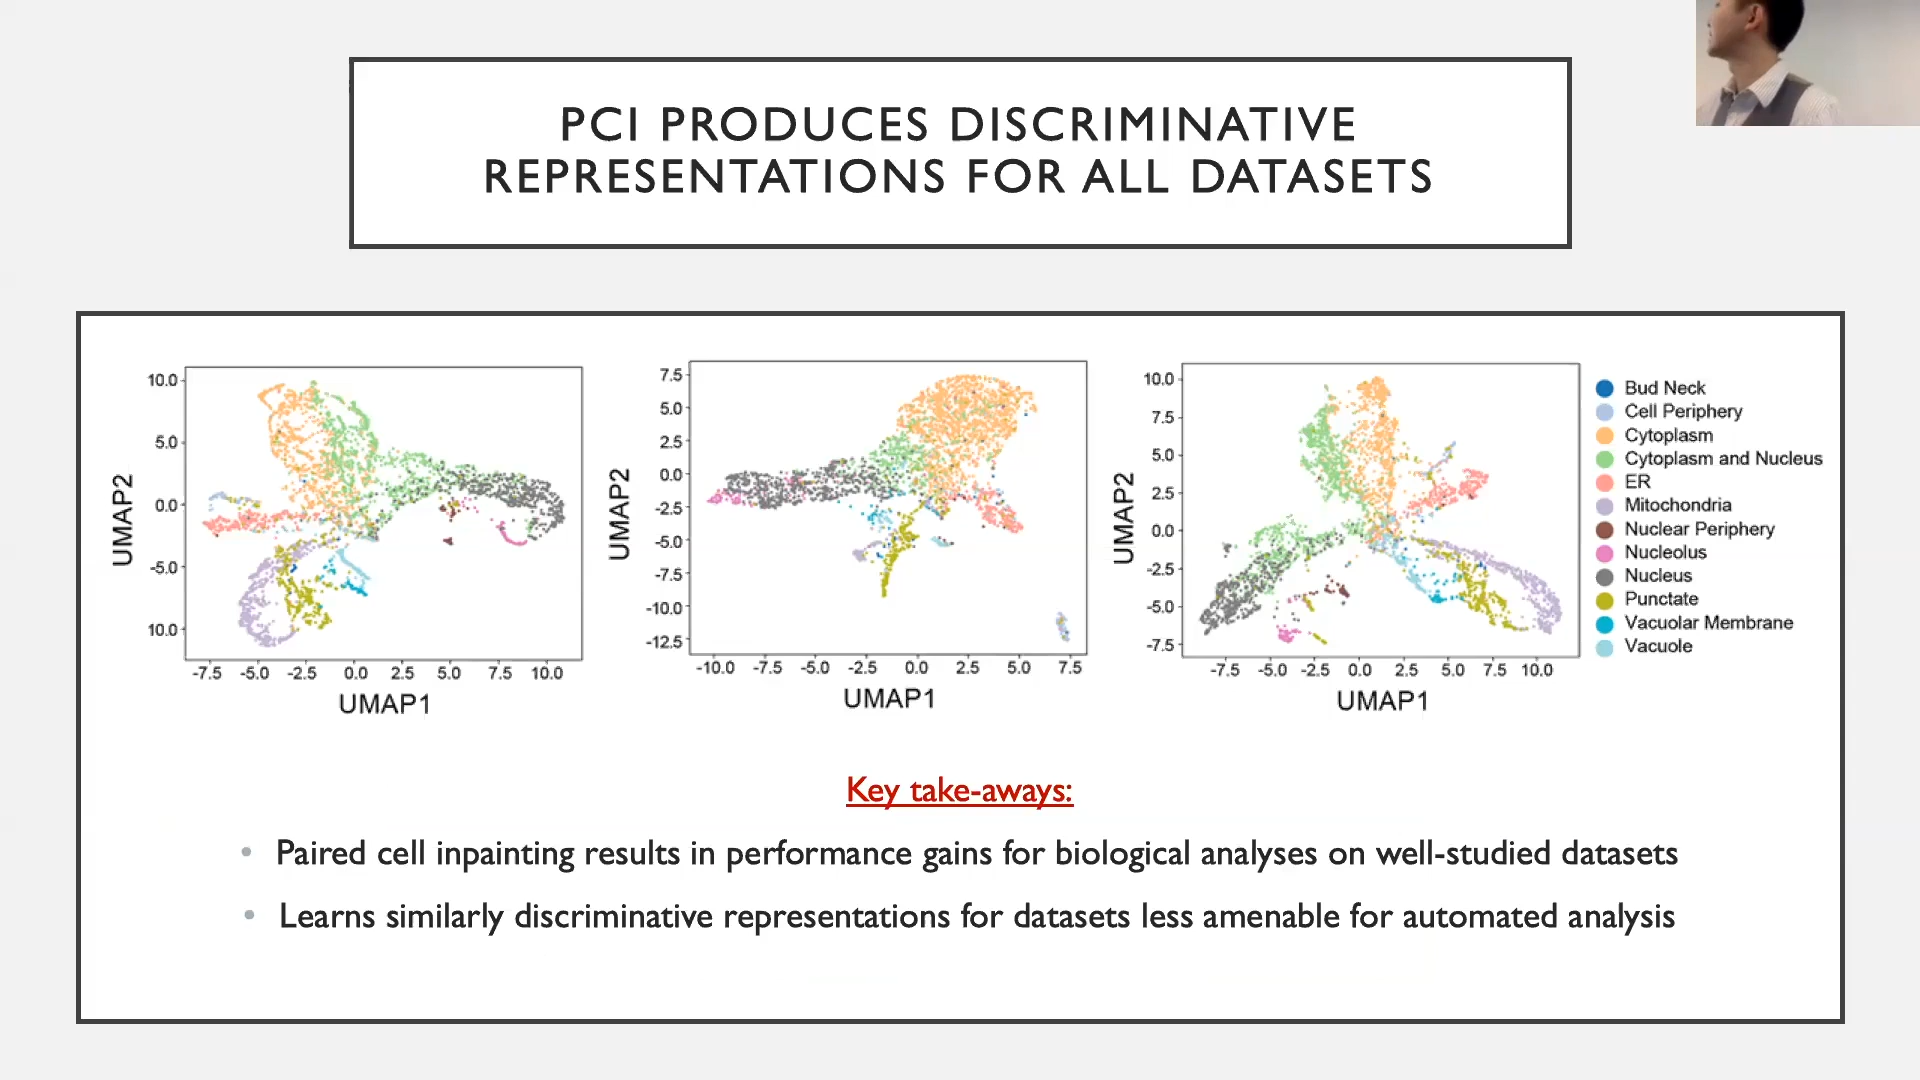 PCI PRODUCES DISCRIMINATIVE
REPRESENTATIONS FOR ALL DATASETS
10.0
5.0
0.0
-5.0
10.0
UMAP2
-7.5 -5.0 -2.5 0.0 2.5 5.0 7.5 10.0
UMAP1
7.5
5.0
2.5
0.0
-2.5
-5.0
-7.5
-10.0
-12.5
UMAP2
-10.0 -7.5 -5.0 -2.5 0.0 2.5 5.0 7.5
UMAP1
10.0
7.5
5.0
2.5
0.0
-2.5
-5.0
-7.5
UMAP2
-7.5 -5.0 -2.5 0.0 2.5 5.0 7.5 10.0
UMAP1
Bud Neck
Cell Periphery
Cytoplasm
Cytoplasm and Nucleus
ER
Mitochondria
Nuclear Periphery
Nucleolus
Nucleus
Punctate
Vacuolar Membrane
Vacuole
Key take-aways:
• Paired cell inpainting results in performance gains for biological analyses on well-studied datasets
• Learns similarly discriminative representations for datasets less amenable for automated analysis